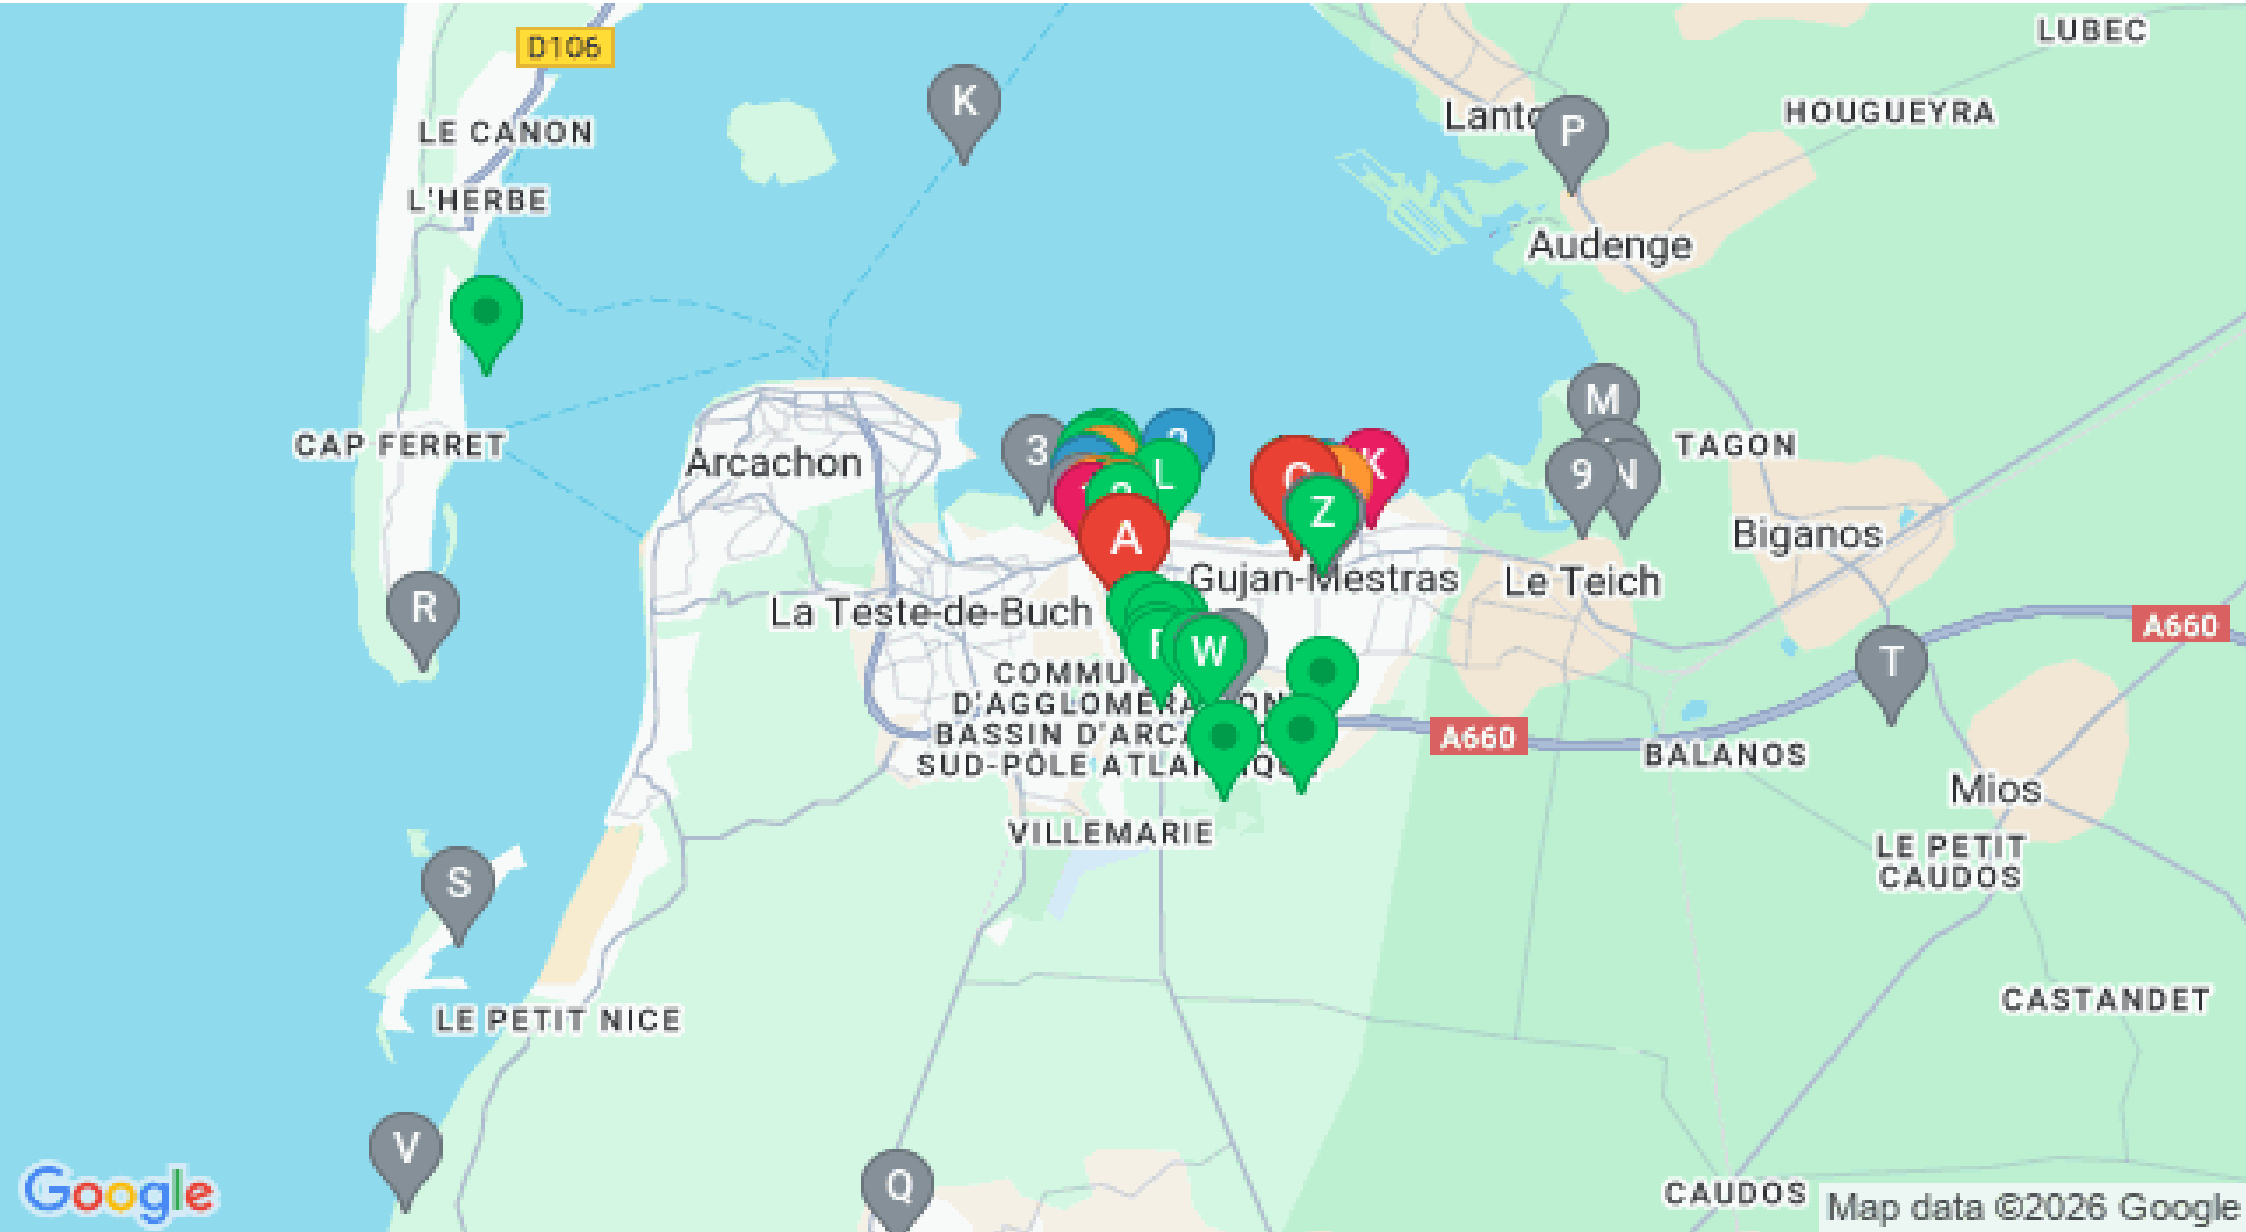 D106
LUBEC
K
LE CANON
HOUGUEYRA
P
L'HERBE
Audenge
M
CAP FERRET
Arcachon
3
L
K
TAGON
9
N
Z
A
Biganos
Gujan-Mestras
Le Teich
R
La Teste-de-Buch
A660
W
T
A660
BALANOS
VILLEMARIE
Mios
LE PETIT
CAUDOS
S
LE PETIT NICE
CASTANDET
V
Q
CAUDOS
Google
Map data ©2026 Google